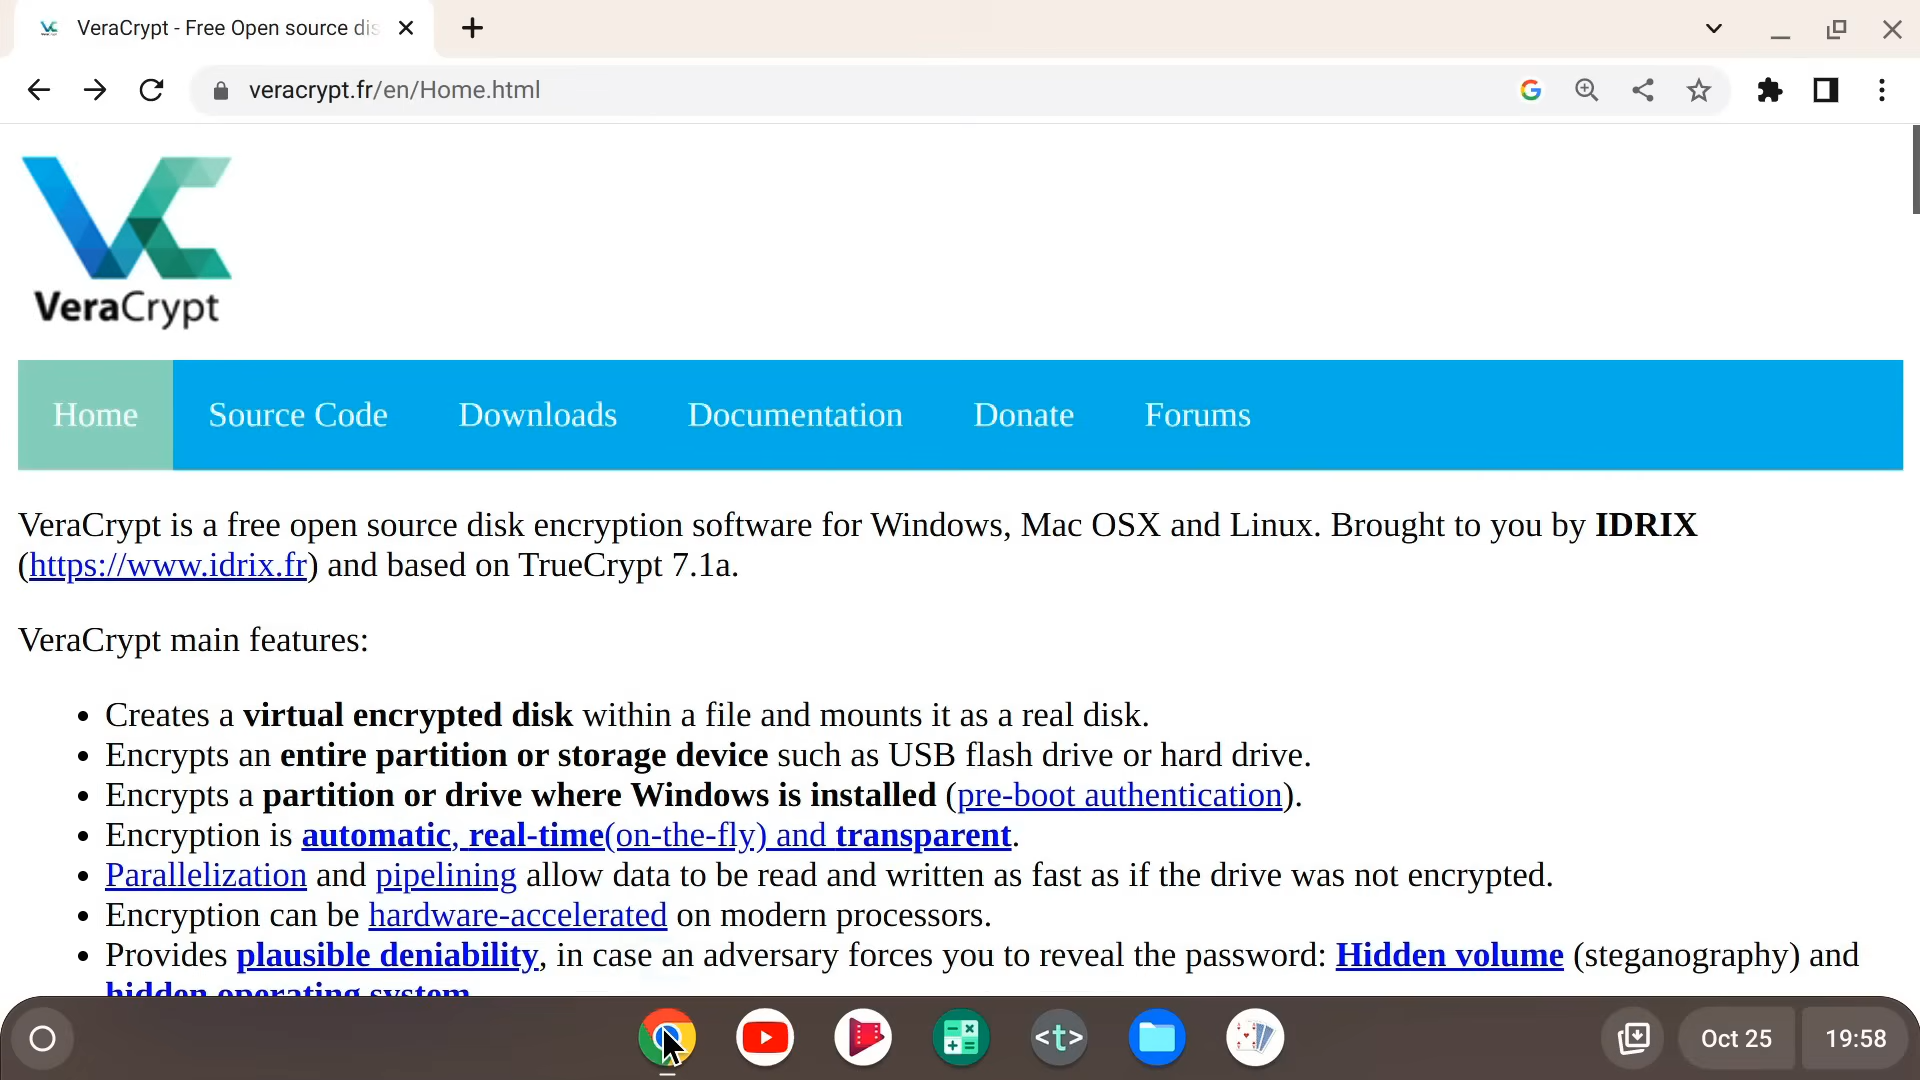 VeraCrypt - Free Open source dis
veracrypt.fr/en/Home.html
VeraCrypt
Home Source Code Downloads Documentation Donate Forums
VeraCrypt is a free open source disk encryption software for Windows, Mac OSX and Linux. Brought to you by IDRIX
(https://www.idrix.fr) and based on TrueCrypt 7.1a.
VeraCrypt main features:
• Creates a virtual encrypted disk within a file and mounts it as a real disk.
• Encrypts an entire partition or storage device such as USB flash drive or hard drive.
• Encrypts a partition or drive where Windows is installed (pre-boot authentication).
• Encryption is automatic, real-time(on-the-fly) and transparent.
• Parallelization and pipelining allow data to be read and written as fast as if the drive was not encrypted.
• Encryption can be hardware-accelerated on modern processors.
• Provides plausible deniability, in case an adversary forces you to reveal the password: Hidden volume (steganography) and
hidden operating system.
<t>
Oct 25 19:58